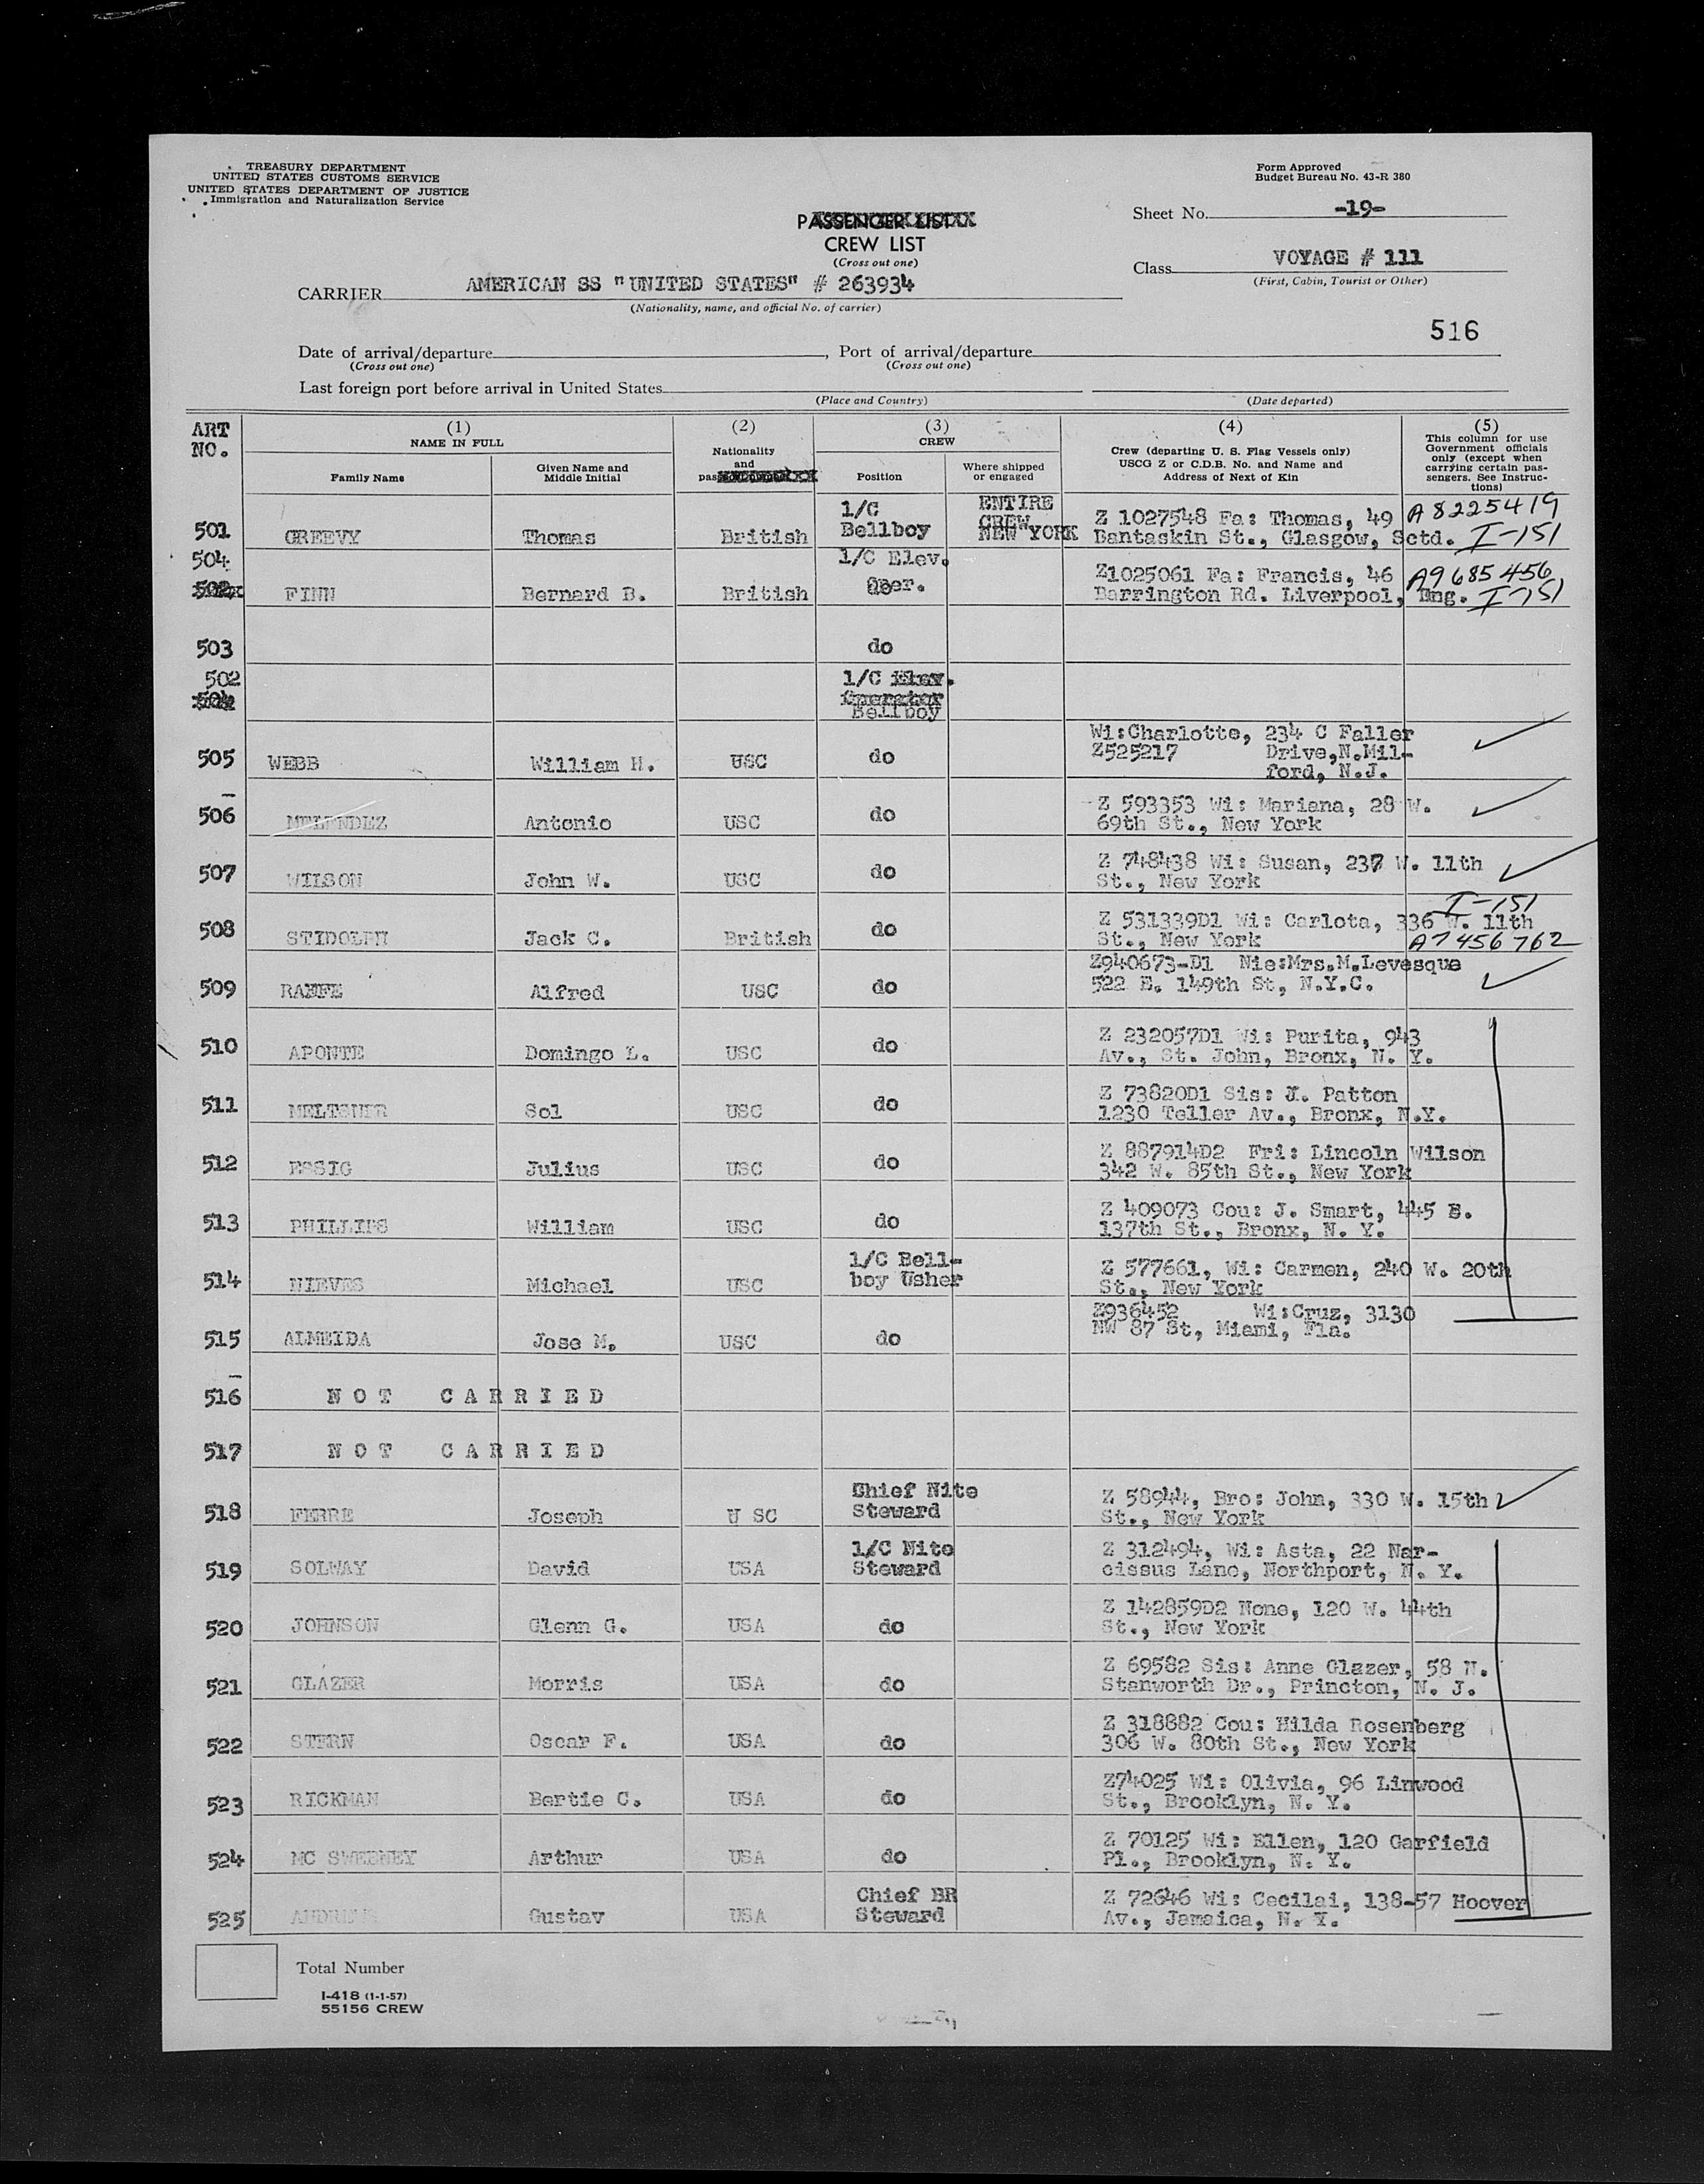 TREASURY DEPARTMENT
UNITED STATES CUSTOMS SERVICE
UNITED STATES DEPARTMENT OF JUSTICE
Immigration and Naturalization Service
Form Approved
Budget Bureau No. 43-R 380
PASSENGER LIST
CREW LIST
(Cross out one)
Sheet No. -19-
Class VOYAGE # 111
(First, Cabin, Tourist or Other)
CARRIER AMERICAN SS "UNITED STATES" # 263934
(Nationality, name, and official No. of carrier)
516
Date of arrival/departure , Port of arrival/departure
(Cross out one) (Cross out one)
Last foreign port before arrival in United States
(Place and Country) (Date departed)
ART NO.
(1) NAME IN FULL
Family Name
Given Name and Middle Initial
(2) Nationality and
(3) CREW
Position
Where shipped or engaged
(4) Crew (departing U. S. Flag Vessels only) USCG Z or C.D.B. No. and Name and Address of Next of Kin
(5) This column for use Government officials only (except when carrying certain passengers. See Instructions)
ENTIRE CREW NEW YORK
501 GREEVY Thomas British 1/C Bellboy Z 1027548 Fa: Thomas, 49 A8225419
Bantaskin St., Glasgow, Sctd. I-151
504 FINN Bernard B. British 1/C Elev. Oper. Z1025061 Fa: Francis, 46 A9685456
Barrington Rd. Liverpool, Eng. I-151
503 do
502 1/C Elev. Operator Bellboy
505 WEBB William H. USC do Wi:Charlotte, 234 C Faller
Z525217 Drive,N.Mil-
ford, N.J.
506 MELENDEZ Antonio USC do Z 593353 Wi: Mariana, 28 W.
69th St., New York
507 WILSON John W. USC do Z 748438 Wi: Susan, 237 W. 11th
St., New York
I-151
508 STIDOLPH Jack C. British do Z 531339D1 Wi: Carlota, 336 W. 11th
St., New York A7456762
509 Alfred USC do Z940673-D1 Nie:Mrs.M.Levesque
522 E. 149th St, N.Y.C.
510 APONTE Domingo L. USC do Z 232057D1 Wi: Purita, 943
Av., St. John, Bronx, N. Y.
511 MELTSNER Sol USC do Z 73820D1 Sis: M. Patton
1230 Teller Av., Bronx, N.Y.
512 ESSIG Julius USC do Z 887914D2 Fri: Lincoln Wilson
342 W. 85th St., New York
513 PHILLIPS William USC do Z 409073 Cou: J. Smart, 445 E.
137th St., Bronx, N. Y.
514 NIEVES Michael USC 1/C Bell-boy Usher Z 577661, Wi: Carmen, 240 W. 20th
St., New York
515 ALMEIDA Jose M. USC do Z936452 Wi:Cruz, 3130
NW 87 St, Miami, Fla.
516 NOT CARRIED
517 NOT CARRIED
518 FERRE Joseph U SC Chief Nite Steward Z 58944, Bro: John, 330 W. 15th
St., New York
519 SOLWAY David USA 1/C Nite Steward Z 312494, Wi: Asta, 22 Nar-
cissus Lane, Northport, N. Y.
520 JOHNSON Glenn G. USA do Z 142859D2 None, 120 W. 44th
St., New York
521 GLAZER Morris USA do Z 69582 Sis: Anne Glazer, 58 N.
Stanworth Dr., Princton, N. J.
522 STERN Oscar F. USA do Z 318882 Cou: Hilda Rosenberg
306 W. 80th St., New York
523 RICKMAN Bertie C. USA do Z74025 Wi: Olivia, 96 Linwood
St., Brooklyn, N. Y.
524 MC SWEENEY Arthur USA do Z 70125 Wi: Ellen, 120 Garfield
Pl., Brooklyn, N. Y.
525 Gustav USA Chief BR Steward Z 72646 Wi: Cecilai, 138-57 Hoover
Av., Jamaica, N. Y.
Total Number
I-418 (1-1-57)
55156 CREW